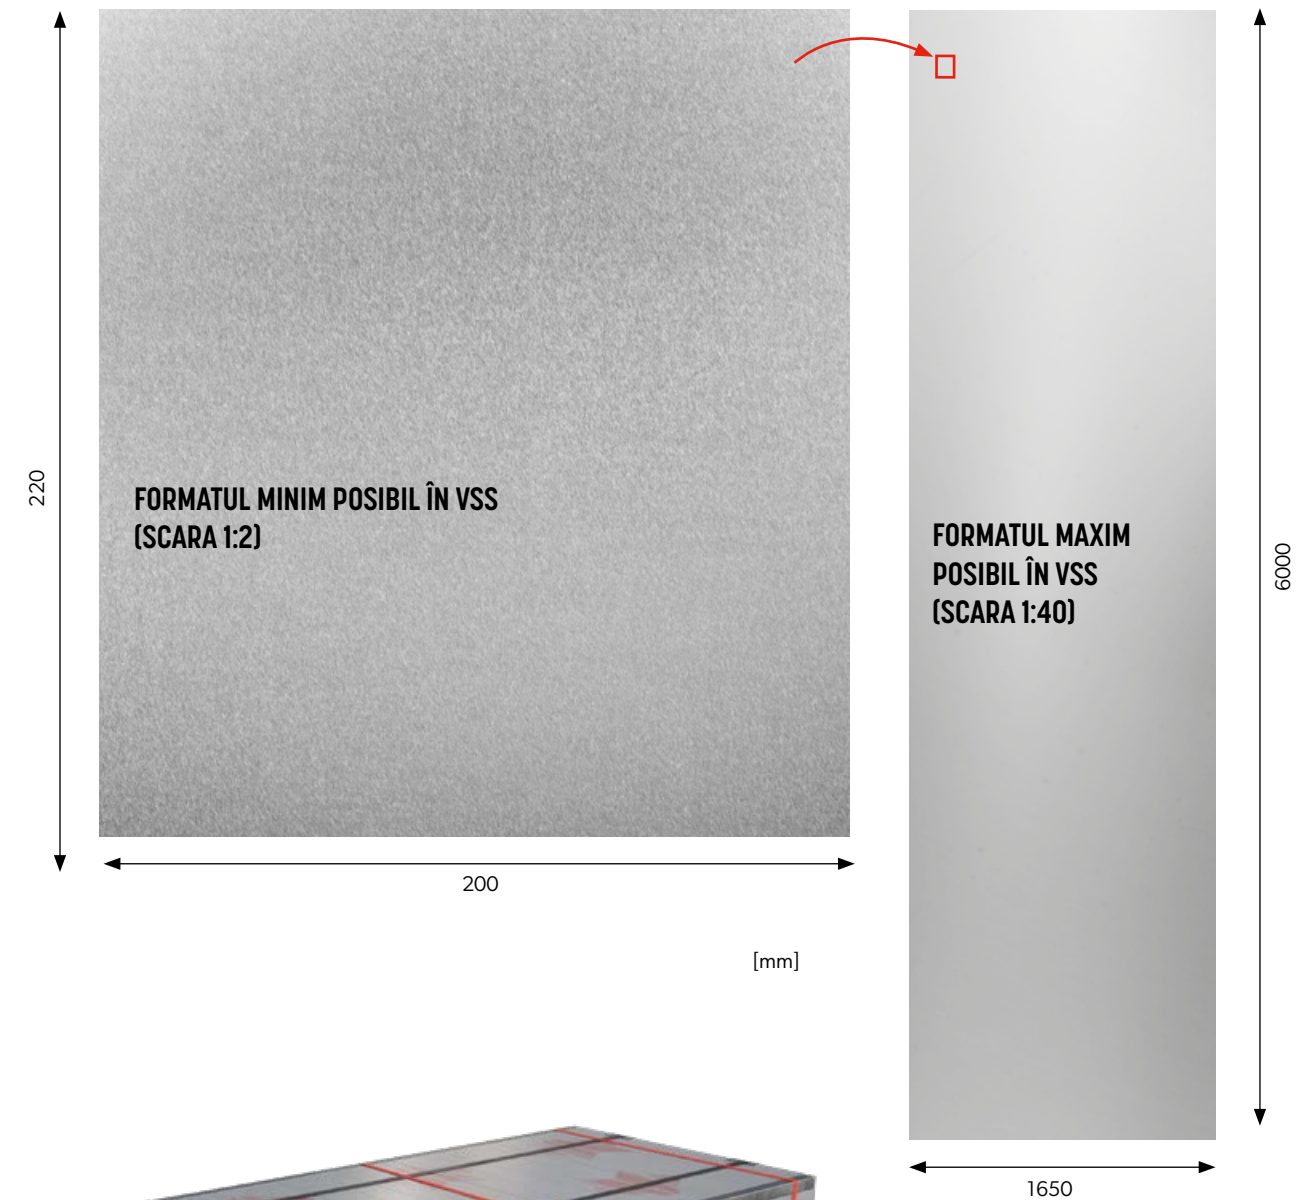 220
FORMATUL MINIM POSIBIL ÎN VSS
(SCARA 1:2)
200
[mm]
FORMATUL MAXIM
POSIBIL ÎN VSS
(SCARA 1:40)
6000
1650